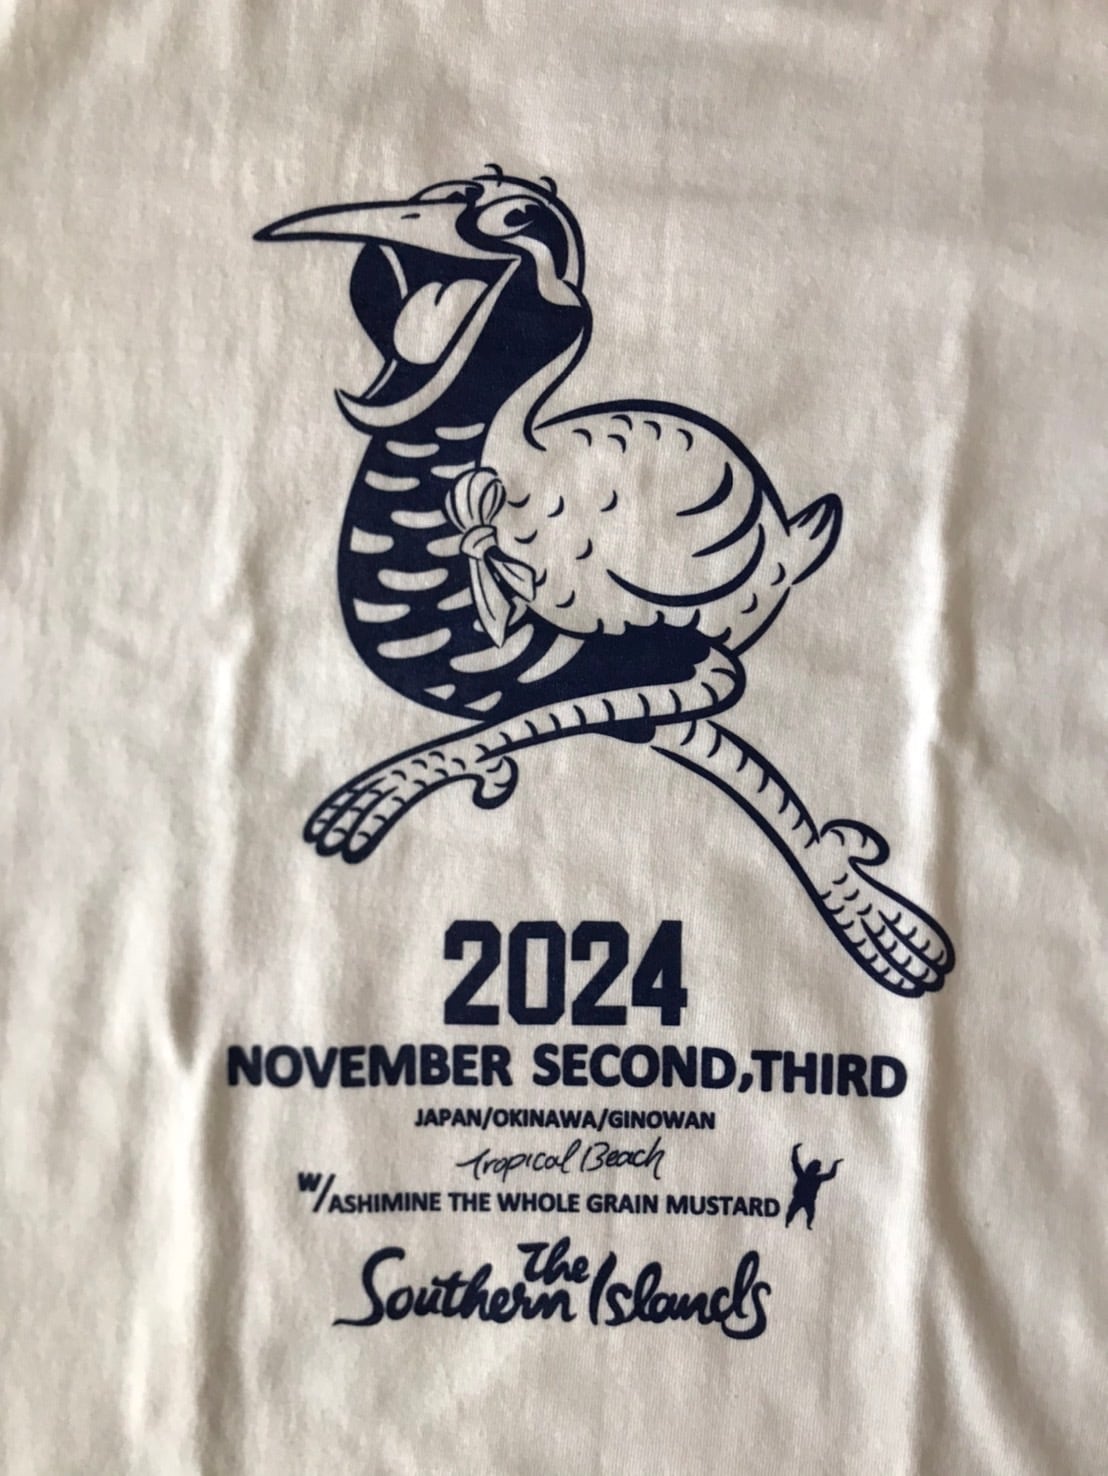 2024
NOVEMBER SECOND,THIRD
JAPAN/OKINAWA/GINOWAN
Tropical Beach
W/ASHIMINE THE WHOLE GRAIN MUSTARD
The
Southern Islands